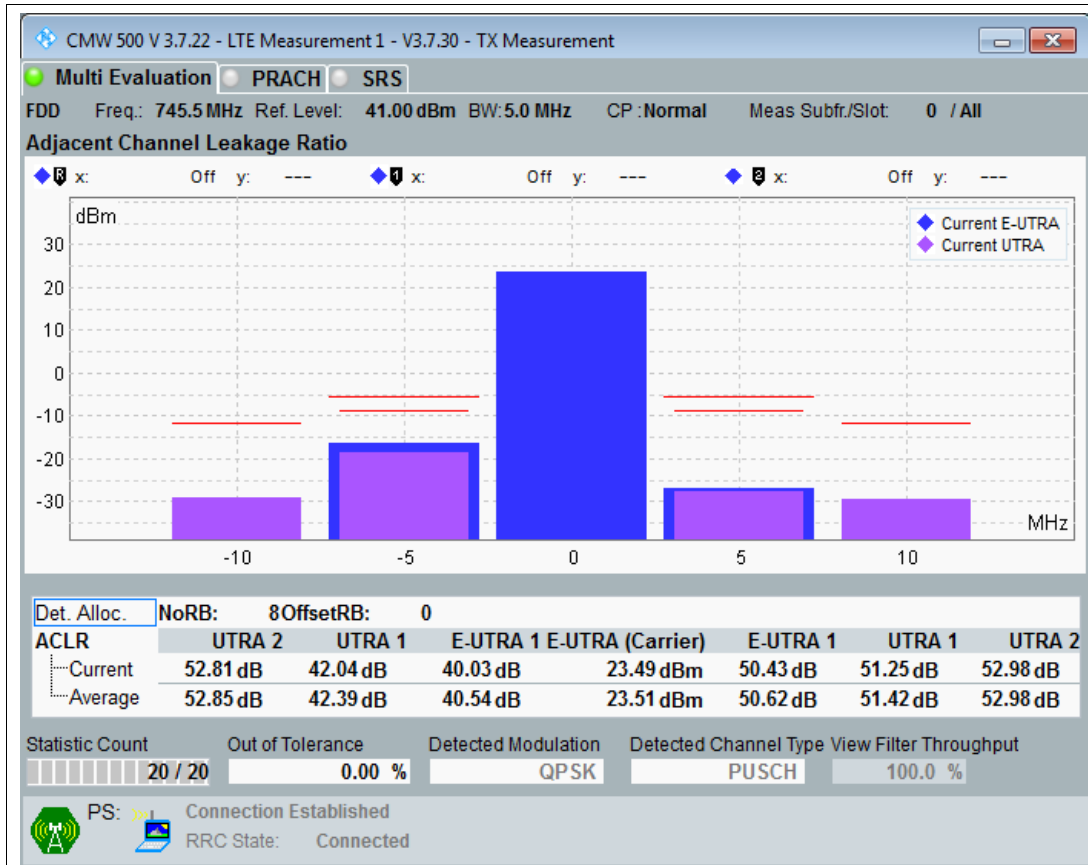 CMW 500 V 3.7.22 - LTE Measurement 1 - V3.7.30 - TX Measurement
Multi Evaluation PRACH SRS
FDD Freq.: 745.5 MHz Ref. Level: 41.00 dBm BW: 5.0 MHz CP : Normal Meas Subfr./Slot: 0 / All
Adjacent Channel Leakage Ratio
R x: Off y: --- 1 x: Off y: --- 2 x: Off y: ---
dBm
Current E-UTRA
Current UTRA
30
20
10
0
-10
-20
-30
MHz
-10 -5 0 5 10
Det. Alloc. NoRB: 8 OffsetRB: 0
ACLR UTRA 2 UTRA 1 E-UTRA 1 E-UTRA (Carrier) E-UTRA 1 UTRA 1 UTRA 2
Current 52.81 dB 42.04 dB 40.03 dB 23.49 dBm 50.43 dB 51.25 dB 52.98 dB
Average 52.85 dB 42.39 dB 40.54 dB 23.51 dBm 50.62 dB 51.42 dB 52.98 dB
Statistic Count Out of Tolerance Detected Modulation Detected Channel Type View Filter Throughput
20 / 20 0.00 % QPSK PUSCH 100.0 %
PS: Connection Established
RRC State: Connected